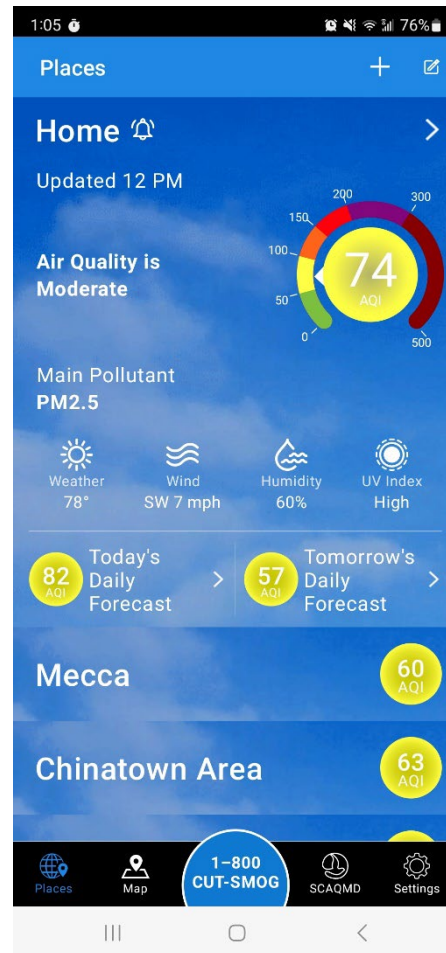 1:05 76%
Places
Home
Updated 12 PM
Air Quality is
Moderate
0
50
100
150
200
300
500
74
AQI
Main Pollutant
PM2.5
Weather
78°
Wind
SW 7 mph
Humidity
60%
UV Index
High
82
AQI
Today's
Daily
Forecast
57
AQI
Tomorrow's
Daily
Forecast
Mecca
60
AQI
Chinatown Area
63
AQI
Places
Map
1-800
CUT-SMOG
SCAQMD
Settings